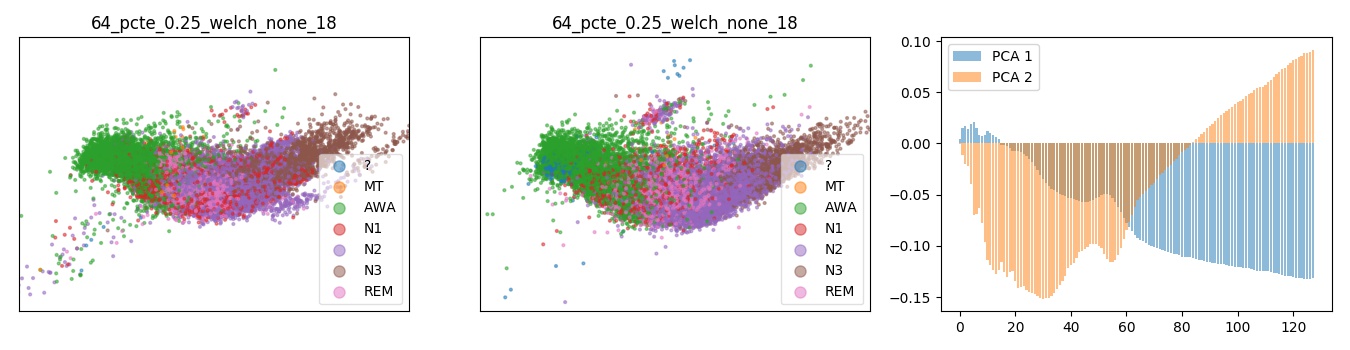 64_pcte_0.25_welch_none_18
?
MT
AWA
N1
N2
N3
REM
64_pcte_0.25_welch_none_18
?
MT
AWA
N1
N2
N3
REM
PCA 1
PCA 2
0.10
0.05
0.00
−0.05
−0.10
−0.15
0 20 40 60 80 100 120